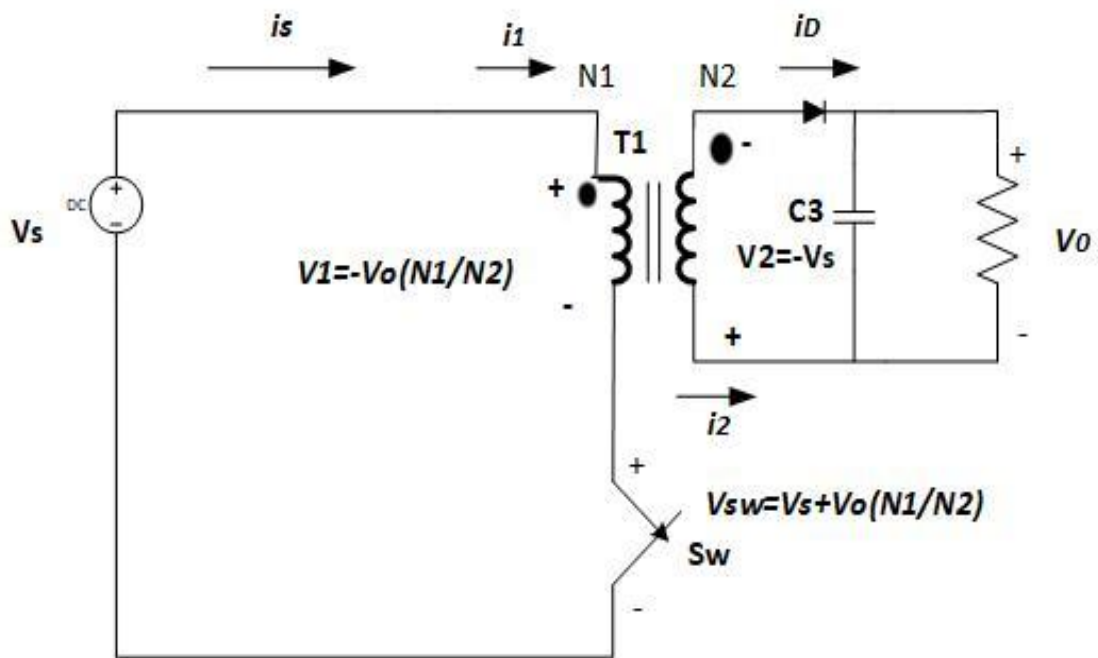 is
i1
iD
N1
N2
T1
+
-
+
DC
+
-
Vs
C3
V2=-Vs
V0
V1=-Vo(N1/N2)
-
+
-
i2
+
Vsw=Vs+Vo(N1/N2)
Sw
-